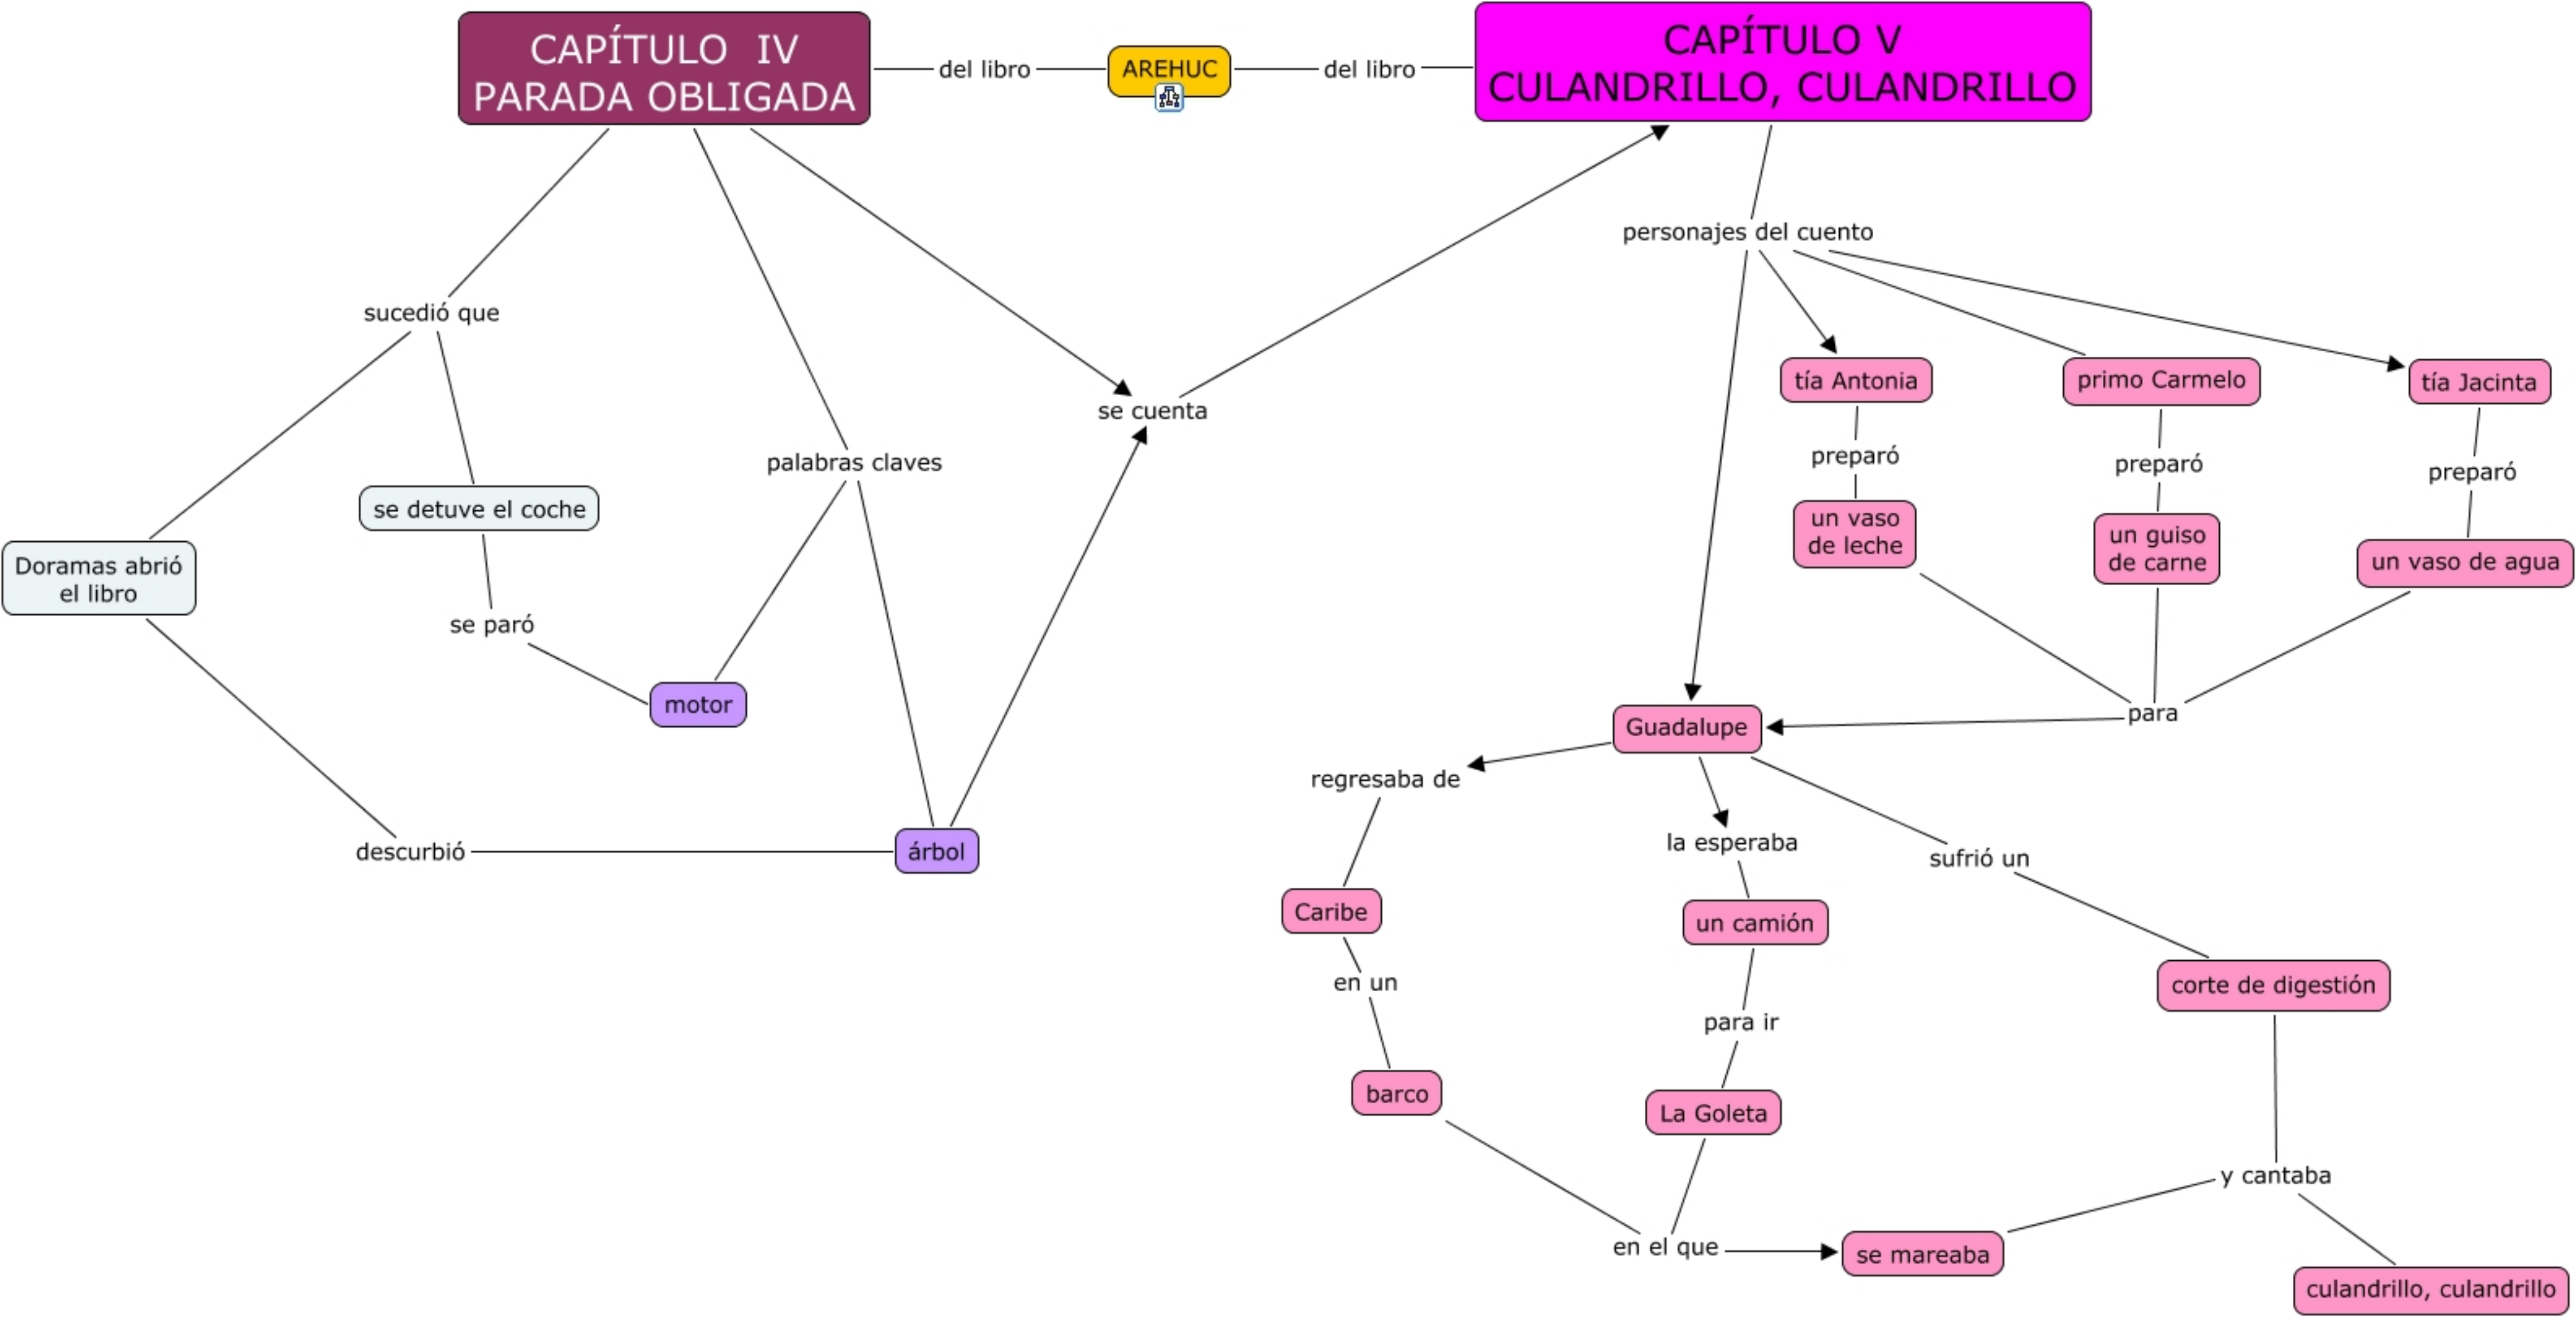 CAPÍTULO IV
PARADA OBLIGADA
del libro
AREHUC
del libro
CAPÍTULO V
CULANDRILLO, CULANDRILLO
personajes del cuento
sucedió que
se cuenta
palabras claves
tía Antonia
primo Carmelo
tía Jacinta
preparó
preparó
preparó
se detuve el coche
un vaso
de leche
un guiso
de carne
un vaso de agua
Doramas abrió
el libro
se paró
motor
para
Guadalupe
regresaba de
la esperaba
sufrió un
descurbió
árbol
Caribe
un camión
en un
para ir
corte de digestión
barco
La Goleta
y cantaba
en el que
se mareaba
culandrillo, culandrillo